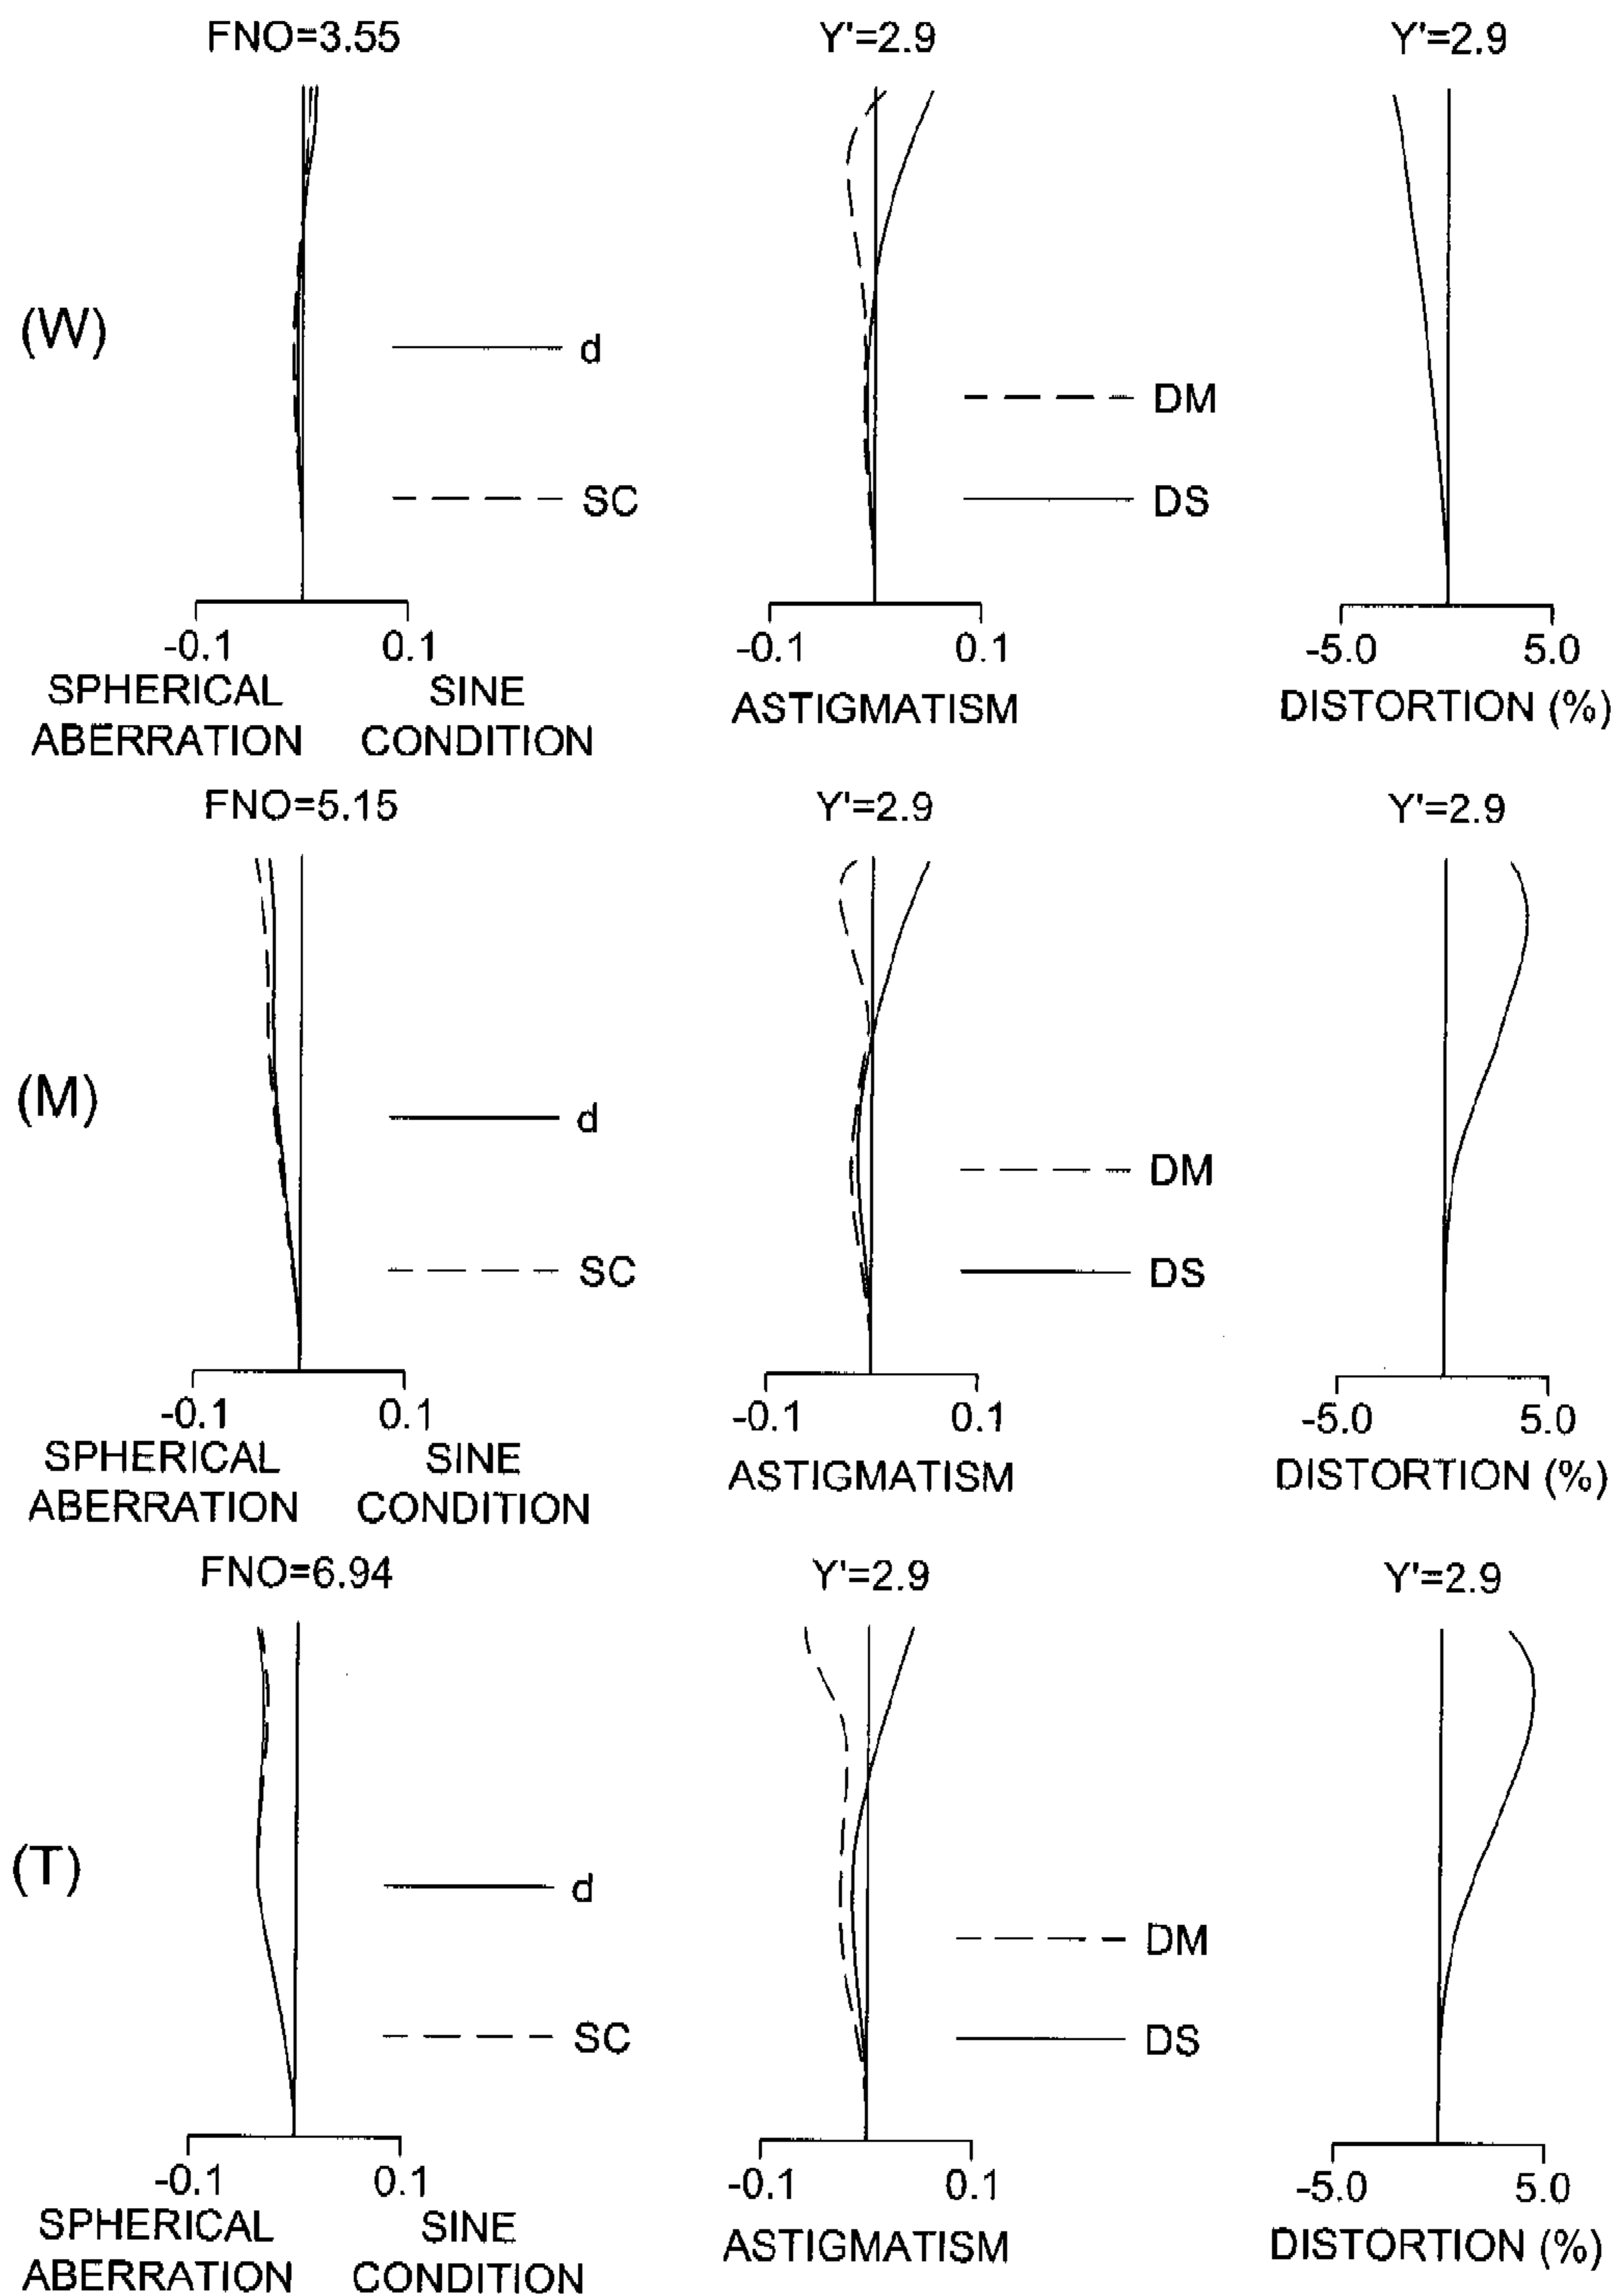 FNO=3.55 Y'=2.9 Y'=2.9
(W)
d
DM
SC
DS
-0.1 0.1 -0.1 0.1 -5.0 5.0
SPHERICAL SINE ASTIGMATISM DISTORTION (%)
ABERRATION CONDITION
FNO=5.15 Y'=2.9 Y'=2.9
(M)
d
DM
SC
DS
-0.1 0.1 -0.1 0.1 -5.0 5.0
SPHERICAL SINE ASTIGMATISM DISTORTION (%)
ABERRATION CONDITION
FNO=6.94 Y'=2.9 Y'=2.9
(T)
d
DM
SC
DS
-0.1 0.1 -0.1 0.1 -5.0 5.0
SPHERICAL SINE ASTIGMATISM DISTORTION (%)
ABERRATION CONDITION